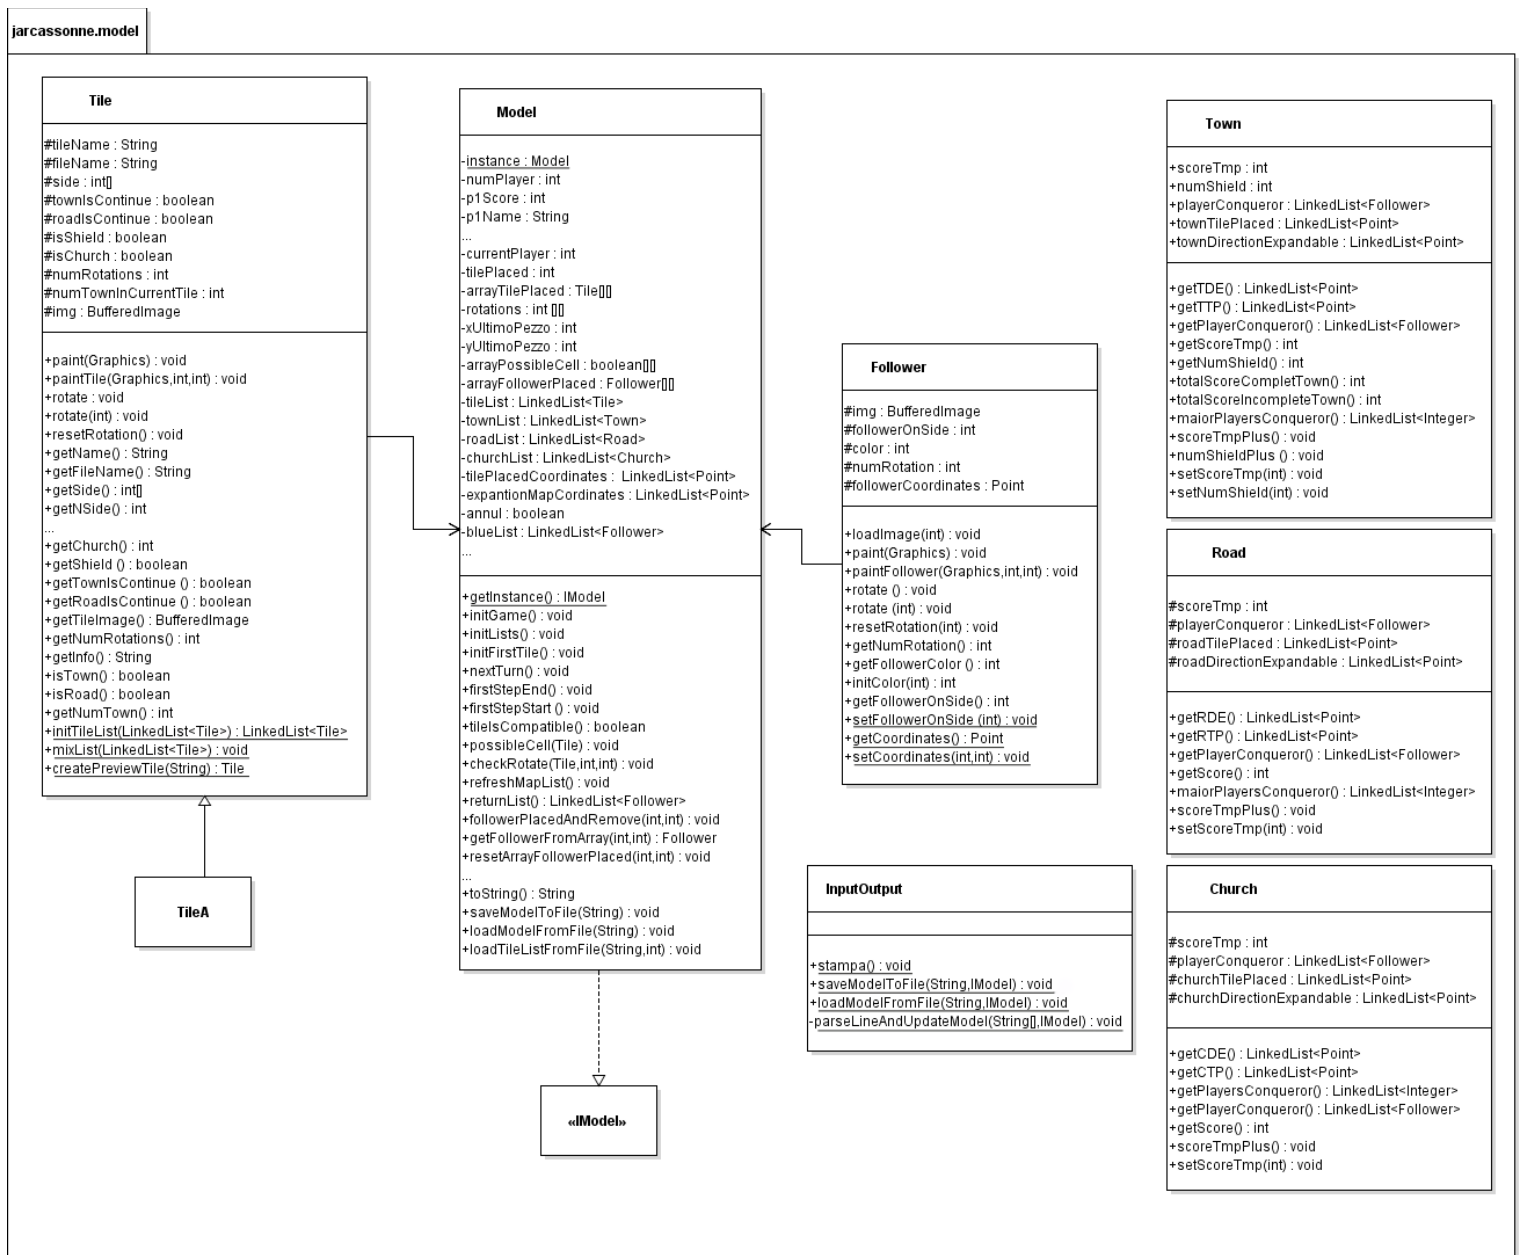 jarcassonne.model
Tile
#tileName : String
#fileName : String
#side : int[]
#townIsContinue : boolean
#roadIsContinue : boolean
#isShield : boolean
#isChurch : boolean
#numRotations : int
#numTownInCurrentTile : int
#img : BufferedImage
+paint(Graphics) : void
+paintTile(Graphics,int,int) : void
+rotate : void
+rotate(int) : void
+resetRotation() : void
+getName() : String
+getFileName() : String
+getSide() : int[]
+getNSide() : int
...
+getChurch() : int
+getShield () : boolean
+getTownIsContinue () : boolean
+getRoadIsContinue () : boolean
+getTileImage() : BufferedImage
+getNumRotations() : int
+getInfo() : String
+isTown() : boolean
+isRoad() : boolean
+getNumTown() : int
+initTileList(LinkedList<Tile>) : LinkedList<Tile>
+mixList(LinkedList<Tile>) : void
+createPreviewTile(String) : Tile
TileA
Model
-instance : Model
-numPlayer : int
-p1Score : int
-p1Name : String
...
-currentPlayer : int
-tilePlaced : int
-arrayTilePlaced : Tile[][]
-rotations : int [][]
-xUltimoPezzo : int
-yUltimoPezzo : int
-arrayPossibleCell : boolean[][]
-arrayFollowerPlaced : Follower[][]
-tileList : LinkedList<Tile>
-townList : LinkedList<Town>
-roadList : LinkedList<Road>
-churchList : LinkedList<Church>
-tilePlacedCoordinates :  LinkedList<Point>
-expantionMapCordinates : LinkedList<Point>
-annul : boolean
-blueList : LinkedList<Follower>
...
+getInstance() : IModel
+initGame() : void
+initLists() : void
+initFirstTile() : void
+nextTurn() : void
+firstStepEnd() : void
+firstStepStart () : void
+tileIsCompatible() : boolean
+possibleCell(Tile) : void
+checkRotate(Tile,int,int) : void
+refreshMapList() : void
+returnList() : LinkedList<Follower>
+followerPlacedAndRemove(int,int) : void
+getFollowerFromArray(int,int) : Follower
+resetArrayFollowerPlaced(int,int) : void
...
+toString() : String
+saveModelToFile(String) : void
+loadModelFromFile(String) : void
+loadTileListFromFile(String,int) : void
«IModel»
Follower
#img : BufferedImage
#followerOnSide : int
#color : int
#numRotation : int
#followerCoordinates : Point
+loadImage(int) : void
+paint(Graphics) : void
+paintFollower(Graphics,int,int) : void
+rotate () : void
+rotate (int) : void
+resetRotation(int) : void
+getNumRotation() : int
+getFollowerColor () : int
+initColor(int) : int
+getFollowerOnSide() : int
+setFollowerOnSide (int) : void
+getCoordinates() : Point
+setCoordinates(int,int) : void
InputOutput
+stampa() : void
+saveModelToFile(String,IModel) : void
+loadModelFromFile(String,IModel) : void
-parseLineAndUpdateModel(String[],IModel) : void
Town
+scoreTmp : int
+numShield : int
+playerConqueror : LinkedList<Follower>
+townTilePlaced : LinkedList<Point>
+townDirectionExpandable : LinkedList<Point>
+getTDE() : LinkedList<Point>
+getTTP() : LinkedList<Point>
+getPlayerConqueror() : LinkedList<Follower>
+getScoreTmp() : int
+getNumShield() : int
+totalScoreCompletTown() : int
+totalScoreIncompleteTown() : int
+maiorPlayersConqueror() : LinkedList<Integer>
+scoreTmpPlus() : void
+numShieldPlus () : void
+setScoreTmp(int) : void
+setNumShield(int) : void
Road
#scoreTmp : int
#playerConqueror : LinkedList<Follower>
#roadTilePlaced : LinkedList<Point>
#roadDirectionExpandable : LinkedList<Point>
+getRDE() : LinkedList<Point>
+getRTP() : LinkedList<Point>
+getPlayerConqueror() : LinkedList<Follower>
+getScore() : int
+maiorPlayersConqueror() : LinkedList<Integer>
+scoreTmpPlus() : void
+setScoreTmp(int) : void
Church
#scoreTmp : int
#playerConqueror : LinkedList<Follower>
#churchTilePlaced : LinkedList<Point>
#churchDirectionExpandable : LinkedList<Point>
+getCDE() : LinkedList<Point>
+getCTP() : LinkedList<Point>
+getPlayersConqueror() : LinkedList<Integer>
+getPlayerConqueror() : LinkedList<Follower>
+getScore() : int
+scoreTmpPlus() : void
+setScoreTmp(int) : void